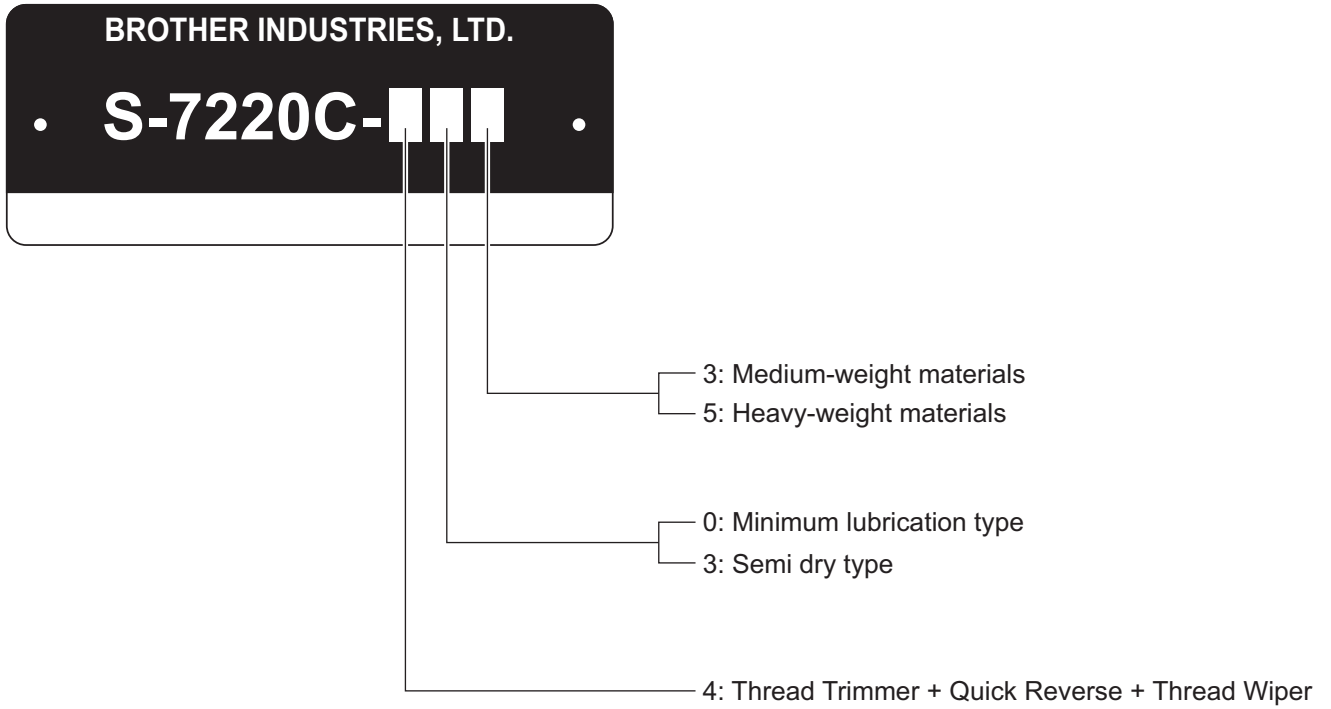 BROTHER INDUSTRIES, LTD.
S-7220C-
3: Medium-weight materials
5: Heavy-weight materials
0: Minimum lubrication type
3: Semi dry type
4: Thread Trimmer + Quick Reverse + Thread Wiper